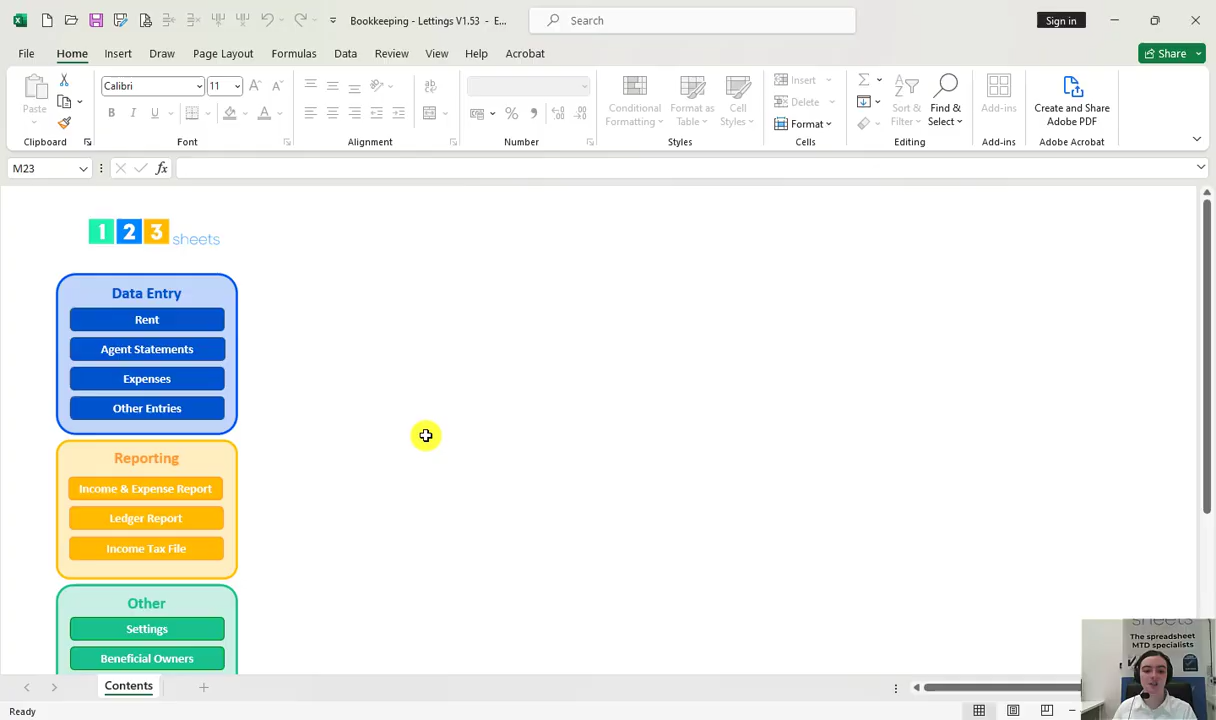 Bookkeeping - Lettings V1.53 - E...
Search
Sign in
File Home Insert Draw Page Layout Formulas Data Review View Help Acrobat
Share
Paste
Calibri 11
B I U
Conditional Formatting
Format as Table
Cell Styles
Insert
Delete
Format
Sort & Filter
Find & Select
Add-ins
Create and Share Adobe PDF
Clipboard Font Alignment Number Styles Cells Editing Add-ins Adobe Acrobat
M23
fx
1 2 3 sheets
Data Entry
Rent
Agent Statements
Expenses
Other Entries
Reporting
Income & Expense Report
Ledger Report
Income Tax File
Other
Settings
Beneficial Owners
sheets
The spreadsheet
MTD specialists
Contents
Ready